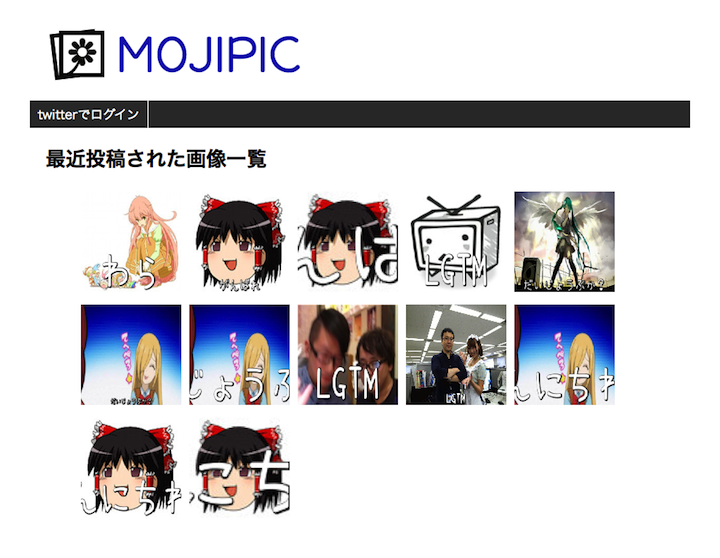 MOJIPIC
twitterでログイン
最近投稿された画像一覧
わら
がんばれ
んは
LGTM
だいじょうぶか？
じょうふ
LGTM
LGTM
んにちわ
んにちわ
こち